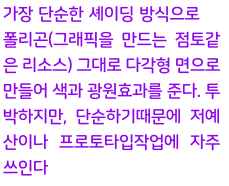 가장 단순한 셰이딩 방식으로
폴리곤(그래픽을 만드는 점토같
은 리소스) 그대로 다각형 면으로
만들어 색과 광원효과를 준다. 투
박하지만, 단순하기때문에 저예
산이나 프로토타입작업에 자주
쓰인다